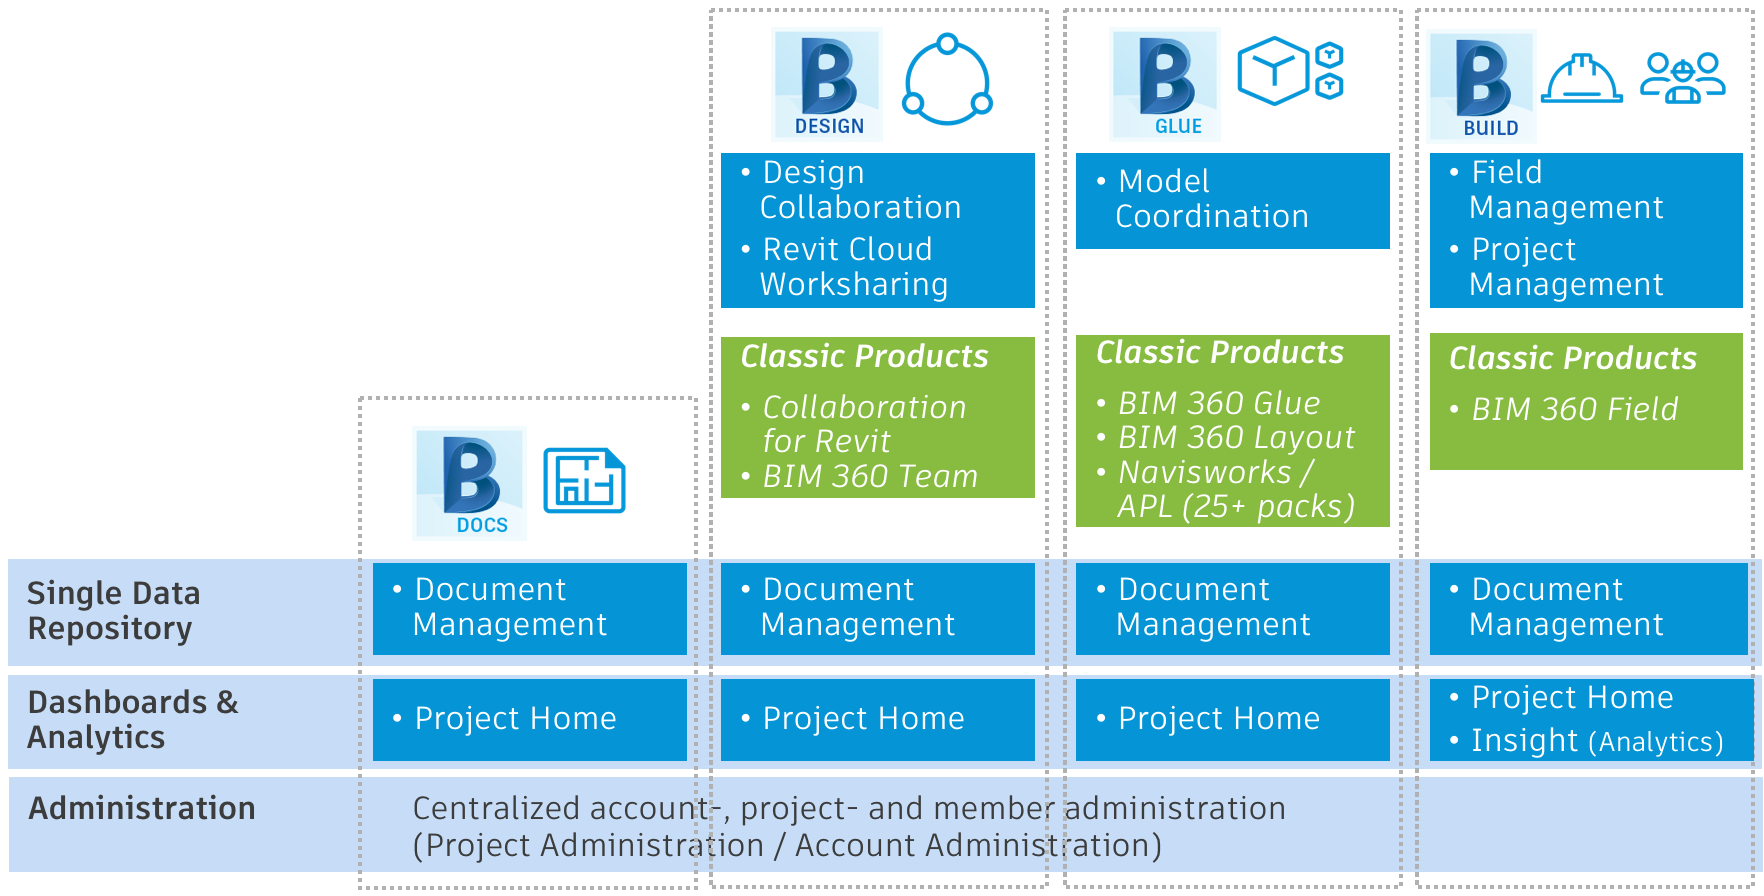 DESIGN
• Design
Collaboration
• Revit Cloud
Worksharing
Classic Products
• Collaboration
for Revit
• BIM 360 Team
GLUE
• Model
Coordination
Classic Products
• BIM 360 Glue
• BIM 360 Layout
• Navisworks /
APL (25+ packs)
BUILD
• Field
Management
• Project
Management
Classic Products
• BIM 360 Field
DOCS
Single Data
Repository
• Document
Management
• Document
Management
• Document
Management
• Document
Management
Dashboards &
Analytics
• Project Home
• Project Home
• Project Home
• Project Home
• Insight (Analytics)
Administration
Centralized account-, project- and member administration
(Project Administration / Account Administration)